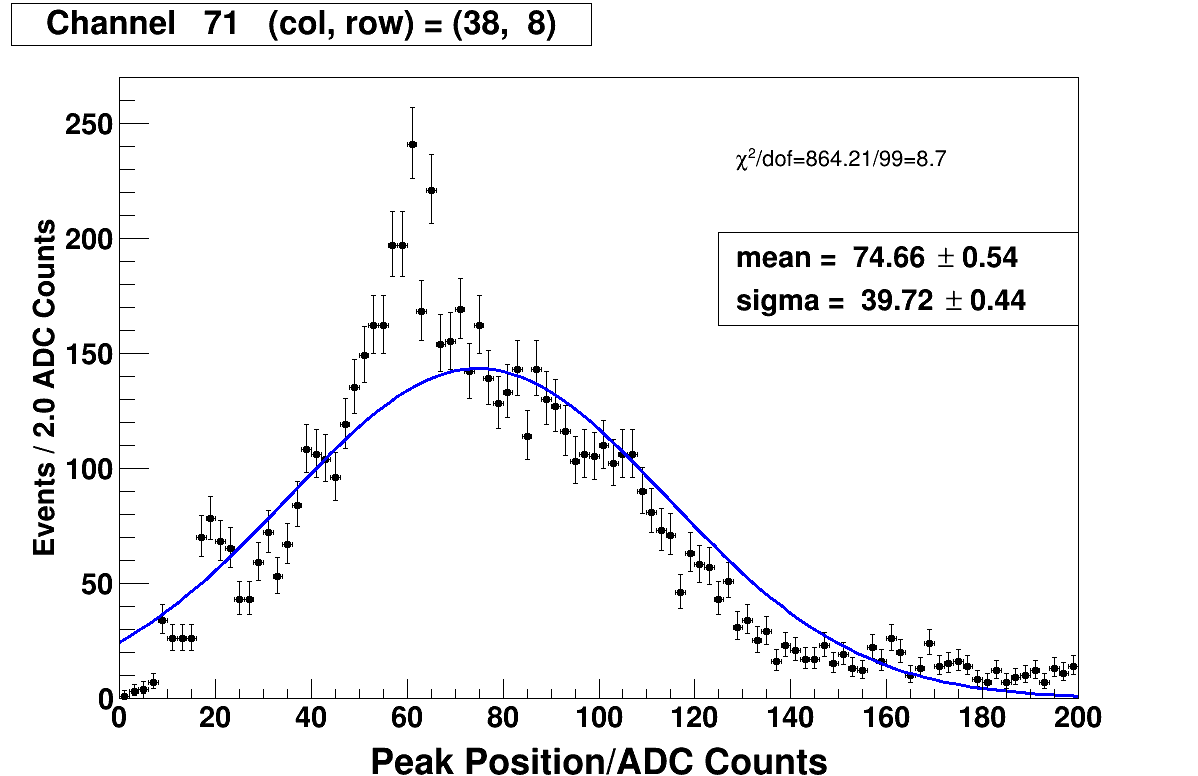 Channel 71 (col, row) = (38, 8)
χ²/dof=864.21/99=8.7
mean = 74.66 ± 0.54
sigma = 39.72 ± 0.44
Events / 2.0 ADC Counts
250
200
150
100
50
0
0 20 40 60 80 100 120 140 160 180 200
Peak Position/ADC Counts